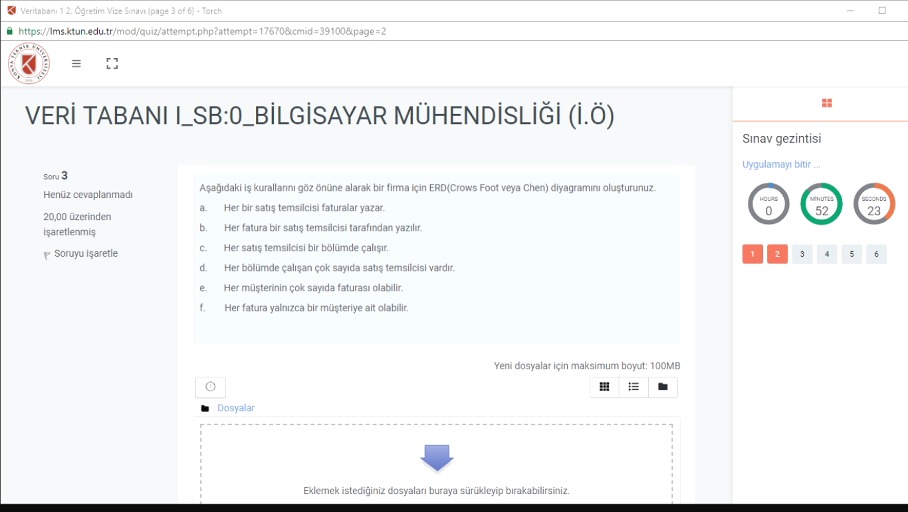 Veritabanı 1 2. Öğretim Vize Sınavı (page 3 of 6) - Torch
https://lms.ktun.edu.tr/mod/quiz/attempt.php?attempt=17670&cmid=39100&page=2
VERİ TABANI I_SB:0_BİLGİSAYAR MÜHENDİSLİĞİ (İ.Ö)
Soru 3
Henüz cevaplanmadı
20,00 üzerinden
işaretlenmiş
Soruyu işaretle
Aşağıdaki iş kurallarını göz önüne alarak bir firma için ERD(Crows Foot veya Chen) diyagramını oluşturunuz.
a. Her bir satış temsilcisi faturalar yazar.
b. Her fatura bir satış temsilcisi tarafından yazılır.
c. Her satış temsilcisi bir bölümde çalışır.
d. Her bölümde çalışan çok sayıda satış temsilcisi vardır.
e. Her müşterinin çok sayıda faturası olabilir.
f. Her fatura yalnızca bir müşteriye ait olabilir.
Yeni dosyalar için maksimum boyut: 100MB
Dosyalar
Eklemek istediğiniz dosyaları buraya sürükleyip bırakabilirsiniz.
Sınav gezintisi
Uygulamayı bitir ...
HOURS MINUTES SECONDS
0 52 23
1 2 3 4 5 6